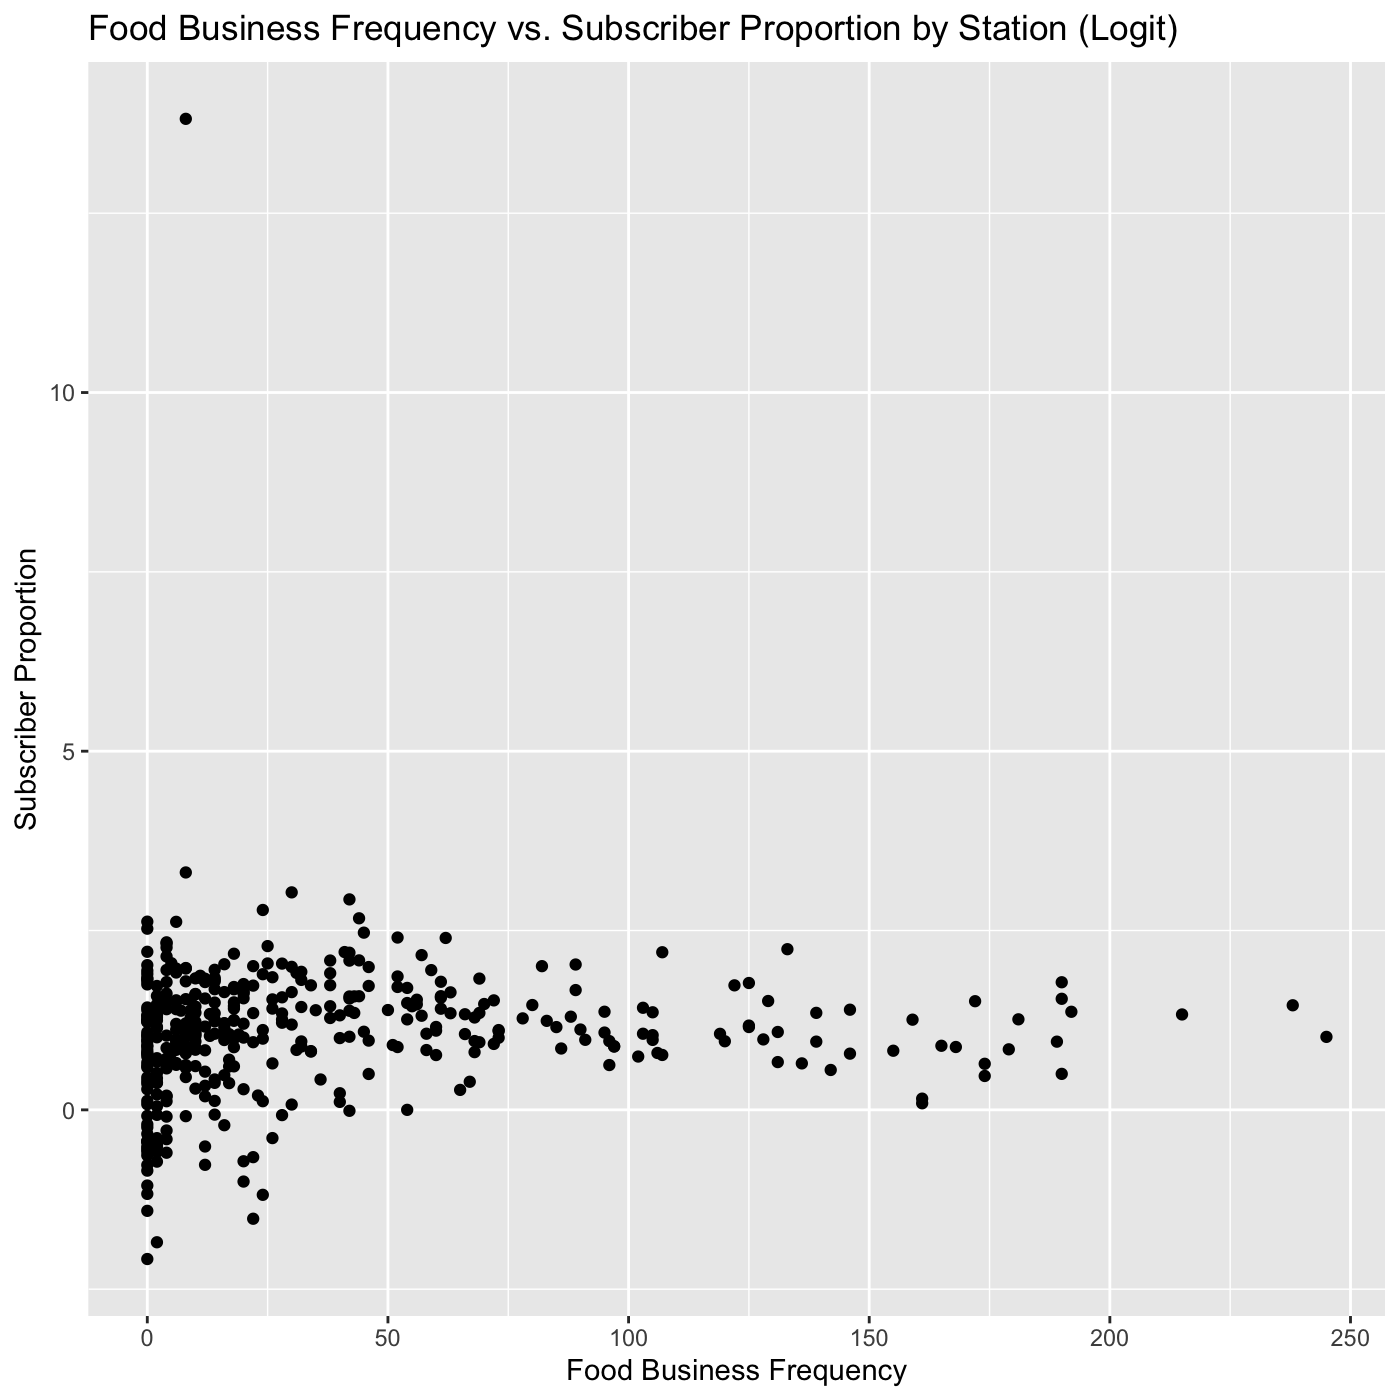 Food Business Frequency vs. Subscriber Proportion by Station (Logit)
Subscriber Proportion
10
5
0
0 50 100 150 200 250
Food Business Frequency